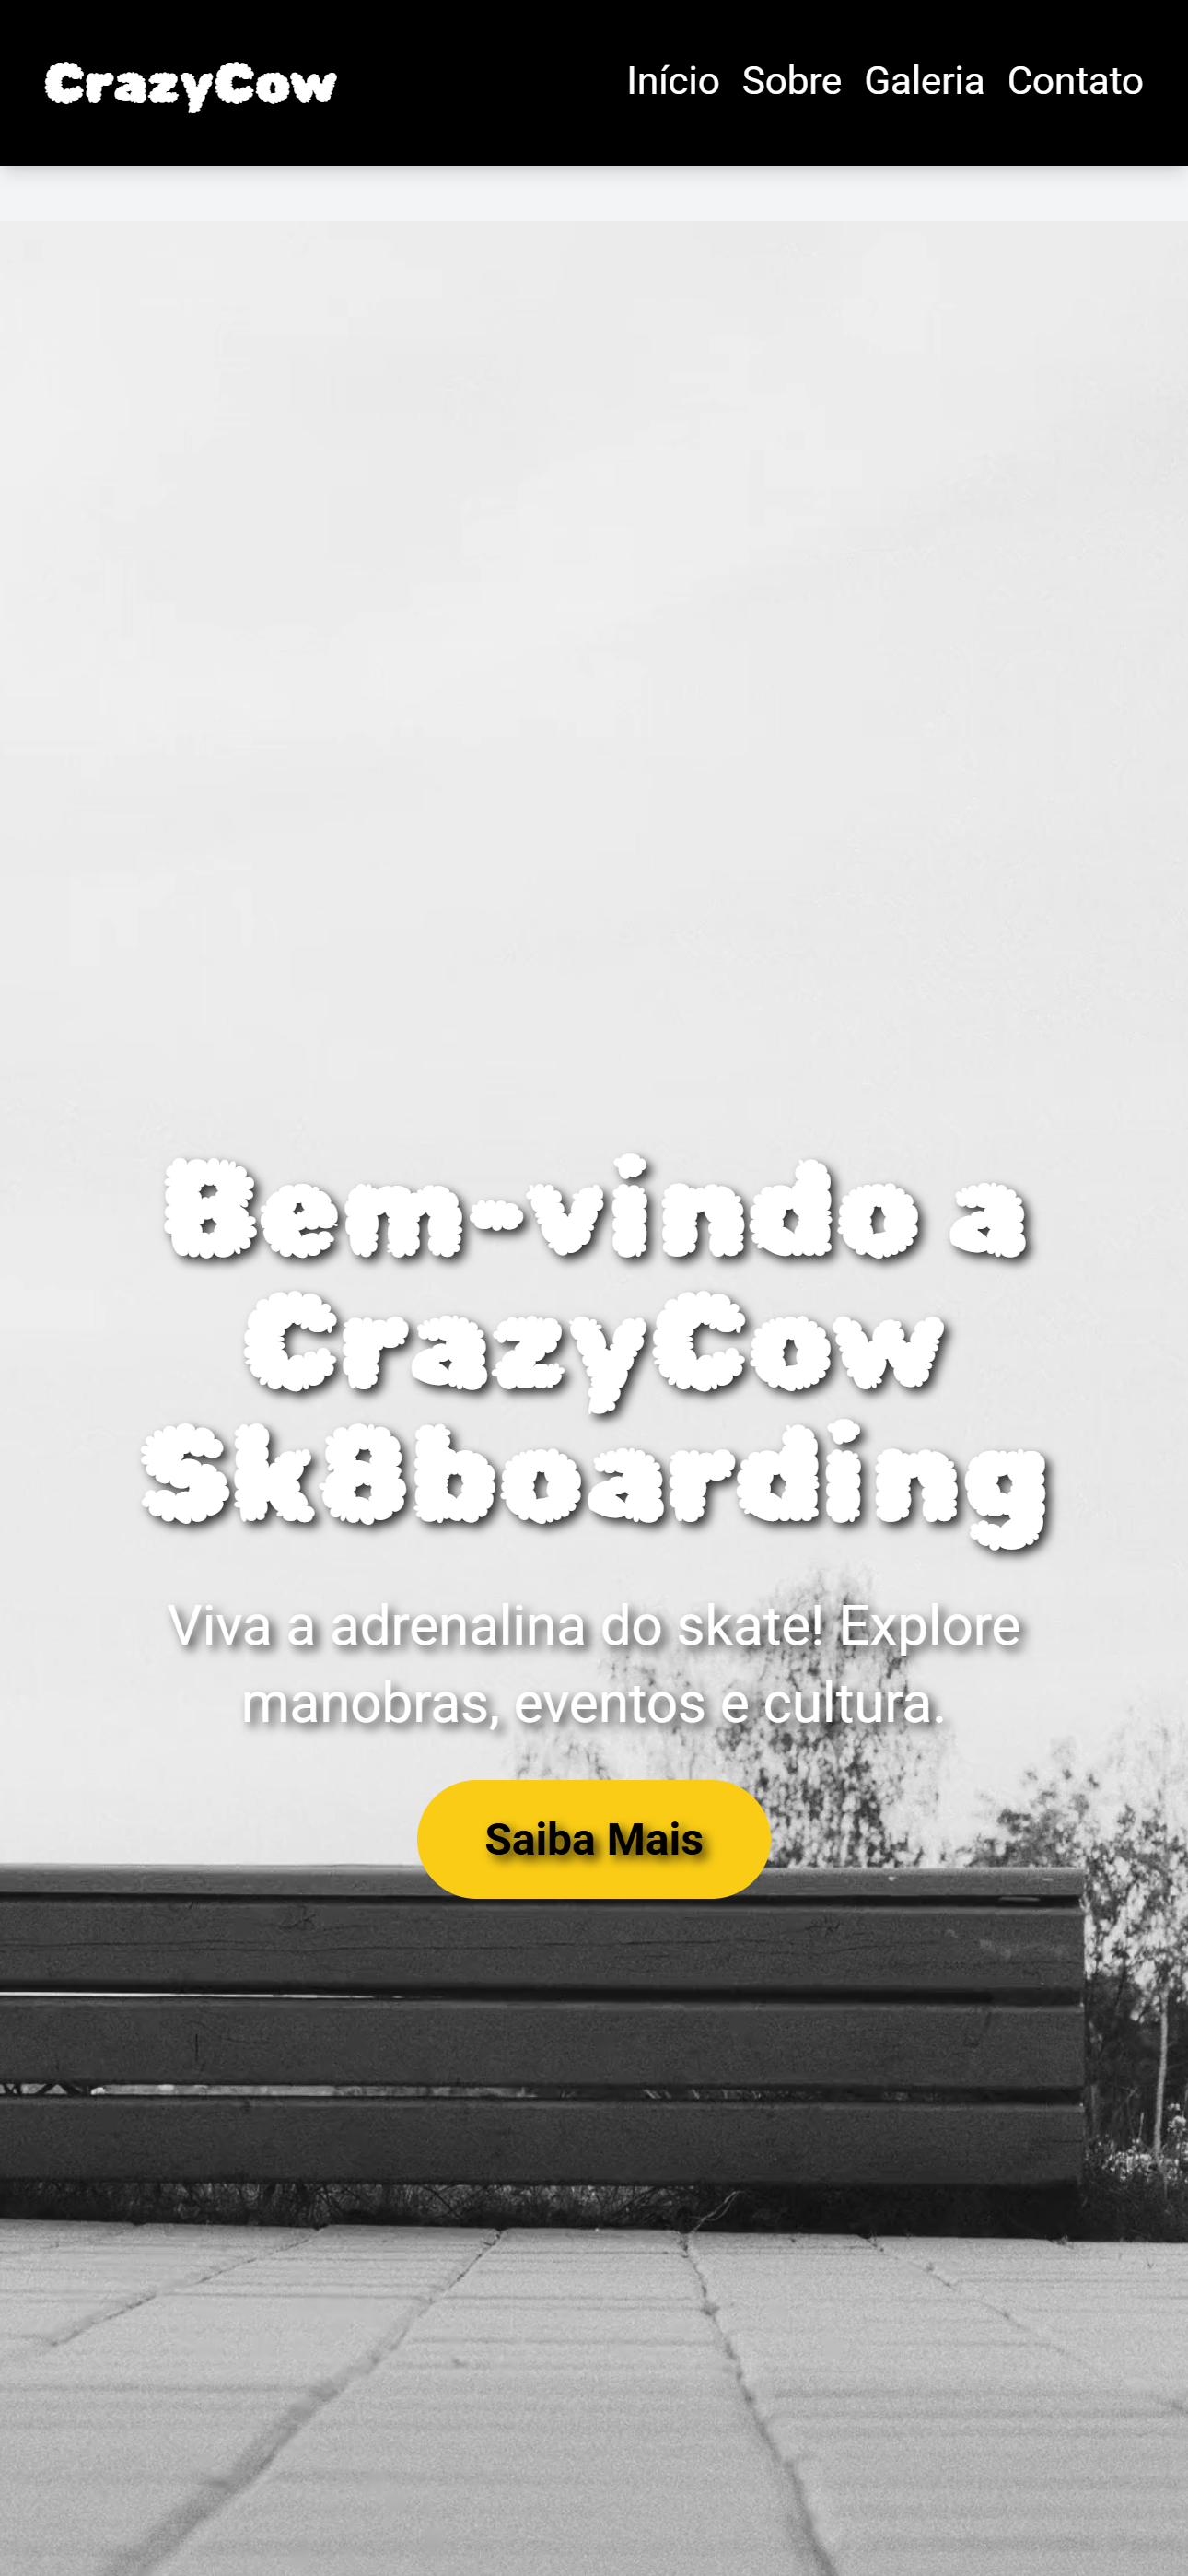 CrazyCow
Início Sobre Galeria Contato
Bem-vindo a
CrazyCow
Sk8boarding
Viva a adrenalina do skate! Explore
manobras, eventos e cultura.
Saiba Mais